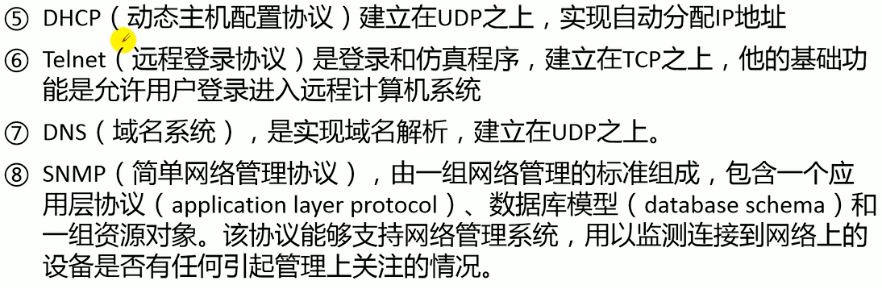 ⑤ DHCP（动态主机配置协议）建立在UDP之上，实现自动分配IP地址
⑥ Telnet（远程登录协议）是登录和仿真程序，建立在TCP之上，他的基础功
能是允许用户登录进入远程计算机系统
⑦ DNS（域名系统），是实现域名解析，建立在UDP之上。
⑧ SNMP（简单网络管理协议），由一组网络管理的标准组成，包含一个应
用层协议（application layer protocol）、数据库模型（database schema）和
一组资源对象。该协议能够支持网络管理系统，用以监测连接到网络上的
设备是否有任何引起管理上关注的情况。